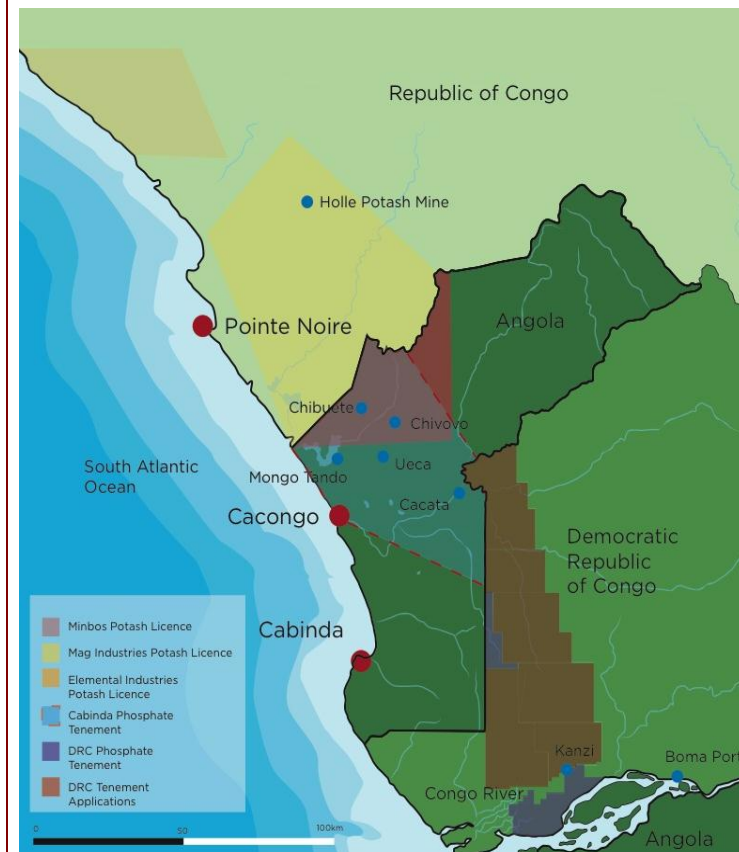 Republic of Congo
Holle Potash Mine
Pointe Noire
Angola
Chibuete
Chivovo
South Atlantic
Ocean
Mongo Tando
Ueca
Cacongo
Cacata
Democratic
Republic
of Congo
Cabinda
Minbos Potash Licence
Mag Industries Potash Licence
Elemental Industries
Potash Licence
Cabinda Phosphate
Tenement
DRC Phosphate
Tenement
DRC Tenement
Applications
Kanzi
Boma Port
Congo River
Angola
0
50
100km